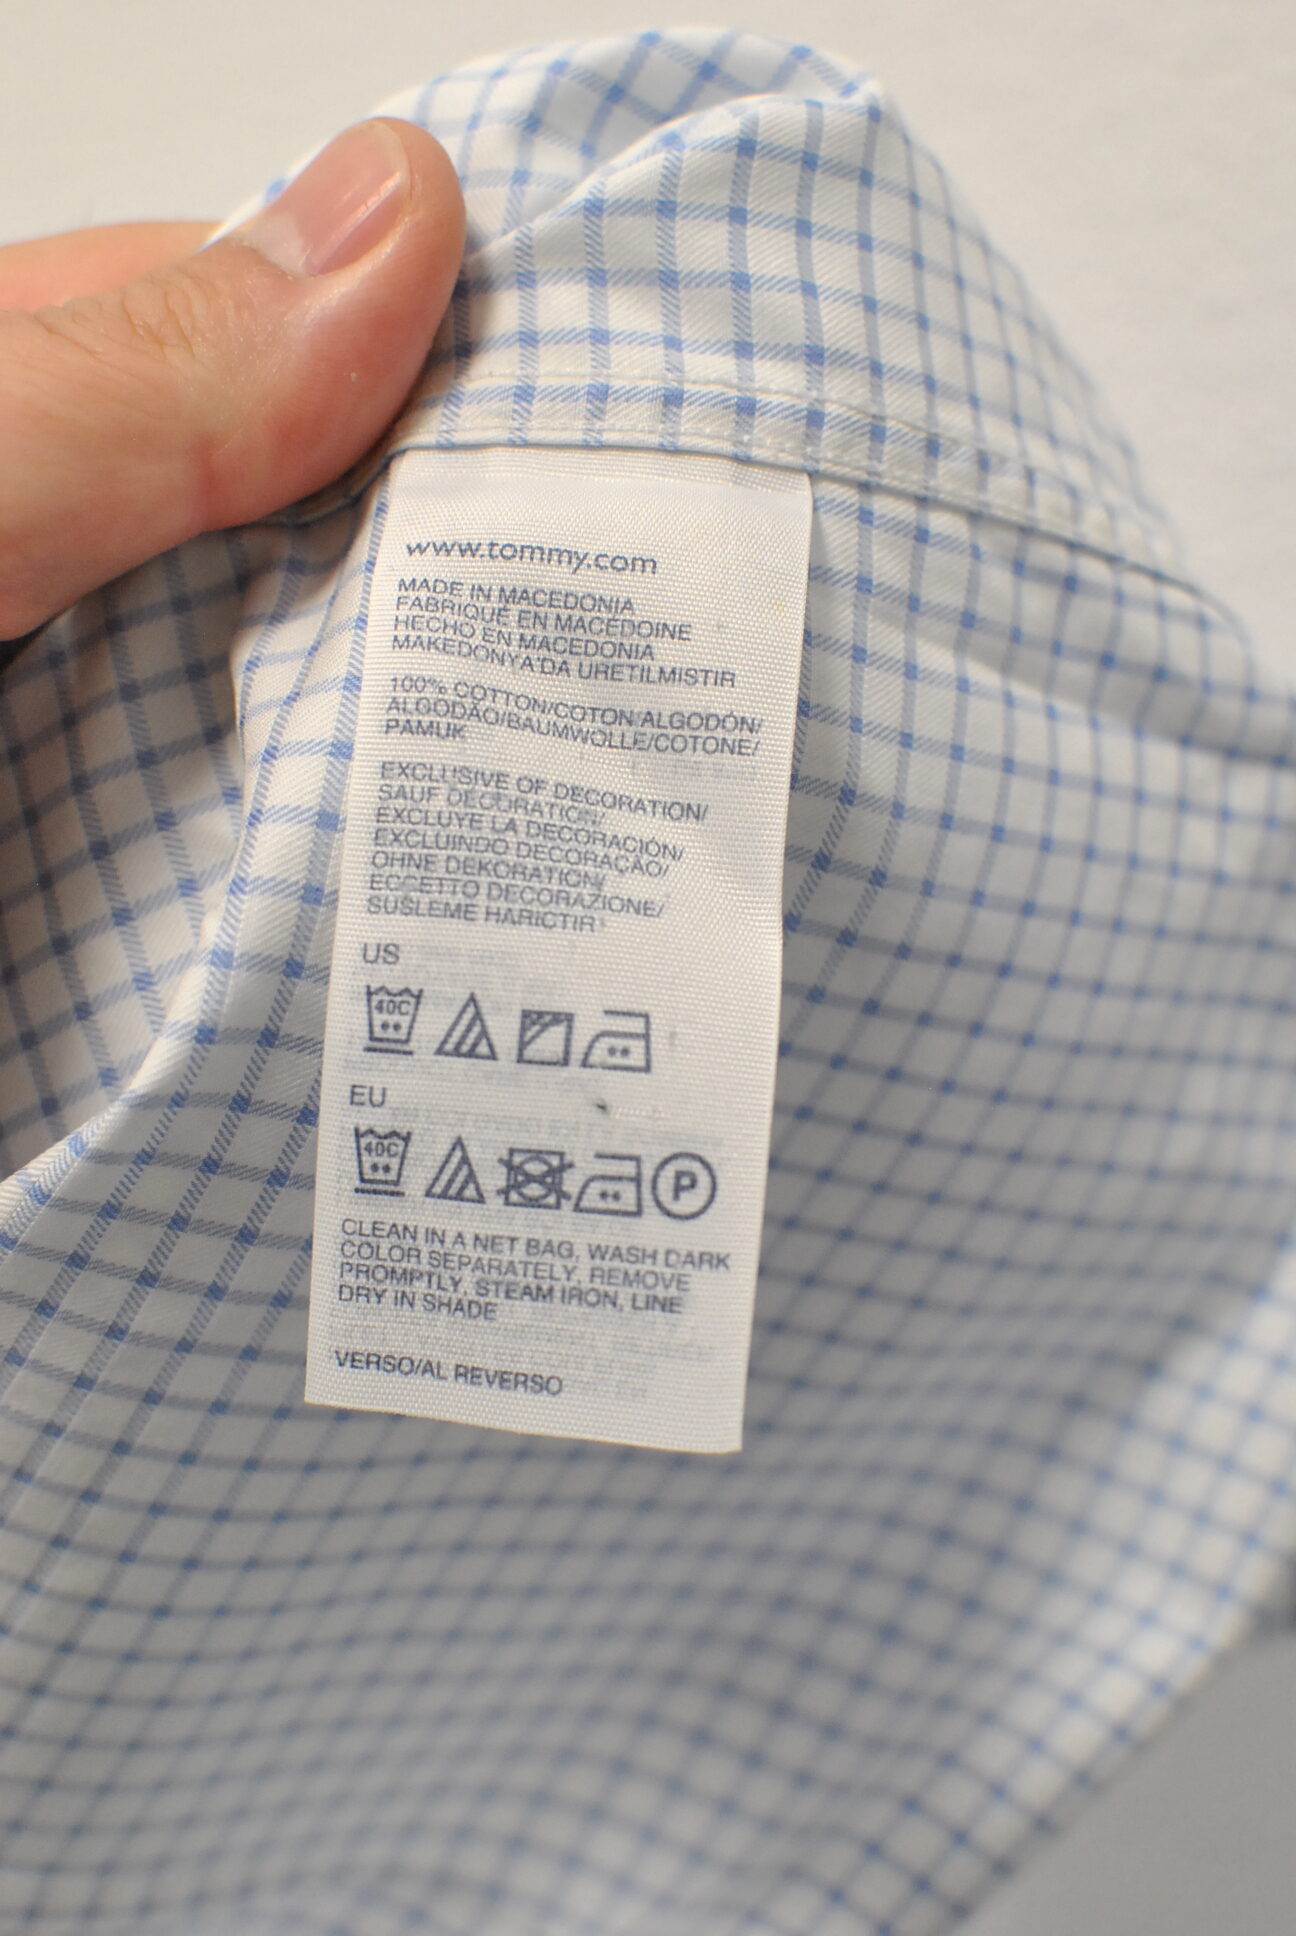 www.tommy.com
MADE IN MACEDONIA
FABRIQUÉ EN MACÉDOINE
HECHO EN MACEDONIA
MAKEDONYA'DA URETILMISTIR
100% COTTON/COTON ALGODÓN/
ALGODÃO/BAUMWOLLE/COTONE/
PAMUK
EXCLUSIVE OF DECORATION/
SAUF DÉCORATION/
EXCLUYE LA DECORACIÓN/
EXCLUINDO DECORAÇÃO/
OHNE DEKORATION/
ECCETTO DECORAZIONE/
SUSLEME HARICTIR
US
40C
EU
40C
P
CLEAN IN A NET BAG, WASH DARK
COLOR SEPARATELY, REMOVE
PROMPTLY, STEAM IRON, LINE
DRY IN SHADE
VERSO/AL REVERSO